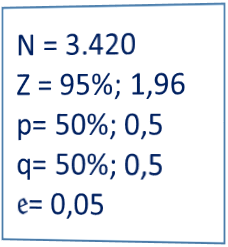 N = 3.420
Z = 95%; 1,96
p= 50%; 0,5
q= 50%; 0,5
e= 0,05